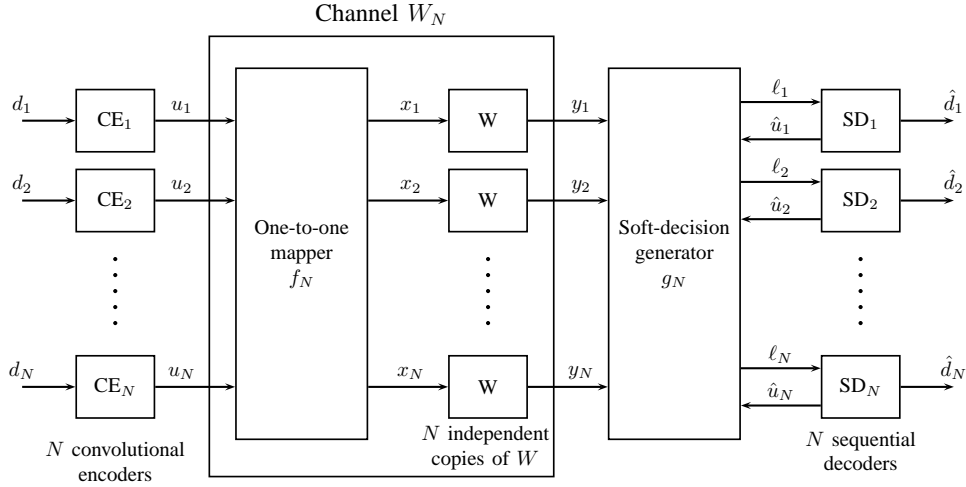 Channel W_N
d_1 CE_1 u_1 x_1 W y_1 ℓ_1 û_1 SD_1 d̂_1
d_2 CE_2 u_2 x_2 W y_2 ℓ_2 û_2 SD_2 d̂_2
One-to-one
mapper
f_N
Soft-decision
generator
g_N
d_N CE_N u_N x_N W y_N ℓ_N û_N SD_N d̂_N
N convolutional
encoders
N independent
copies of W
N sequential
decoders